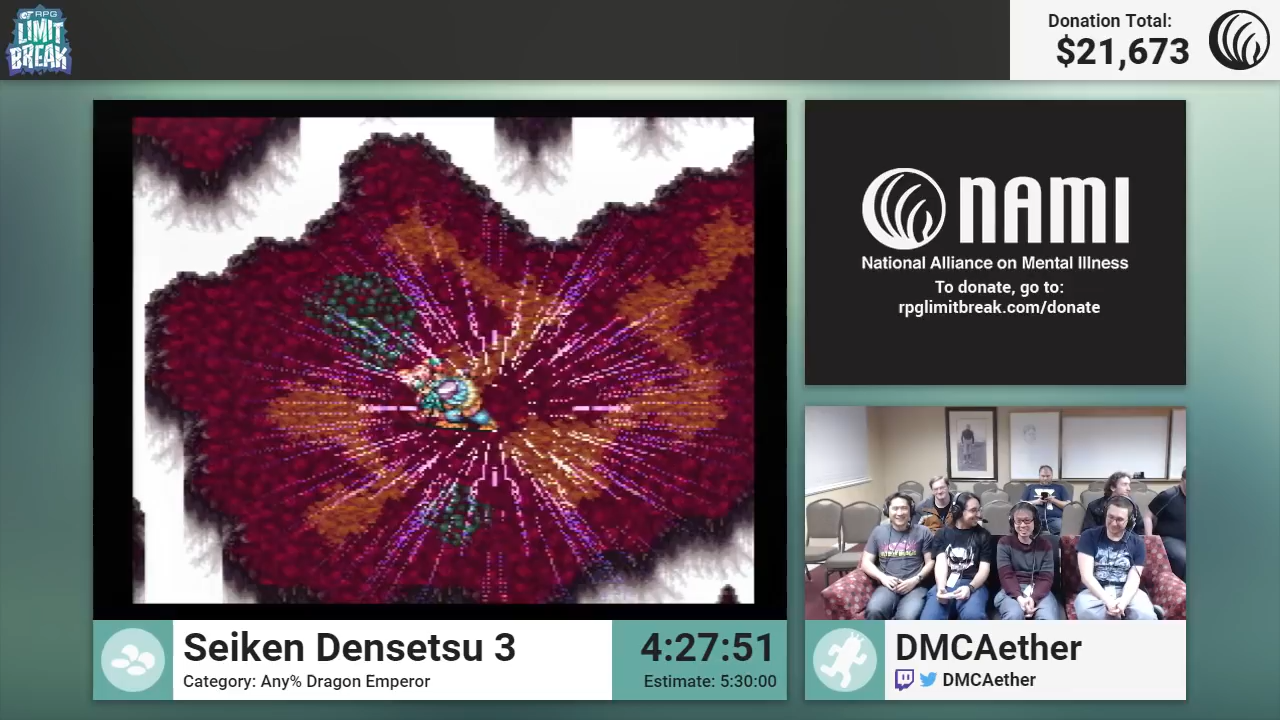 RPG
LIMIT
BREAK
Donation Total:
$21,673
NAMI
National Alliance on Mental Illness
To donate, go to:
rpglimitbreak.com/donate
Seiken Densetsu 3
Category: Any% Dragon Emperor
4:27:51
Estimate: 5:30:00
DMCAether
DMCAether